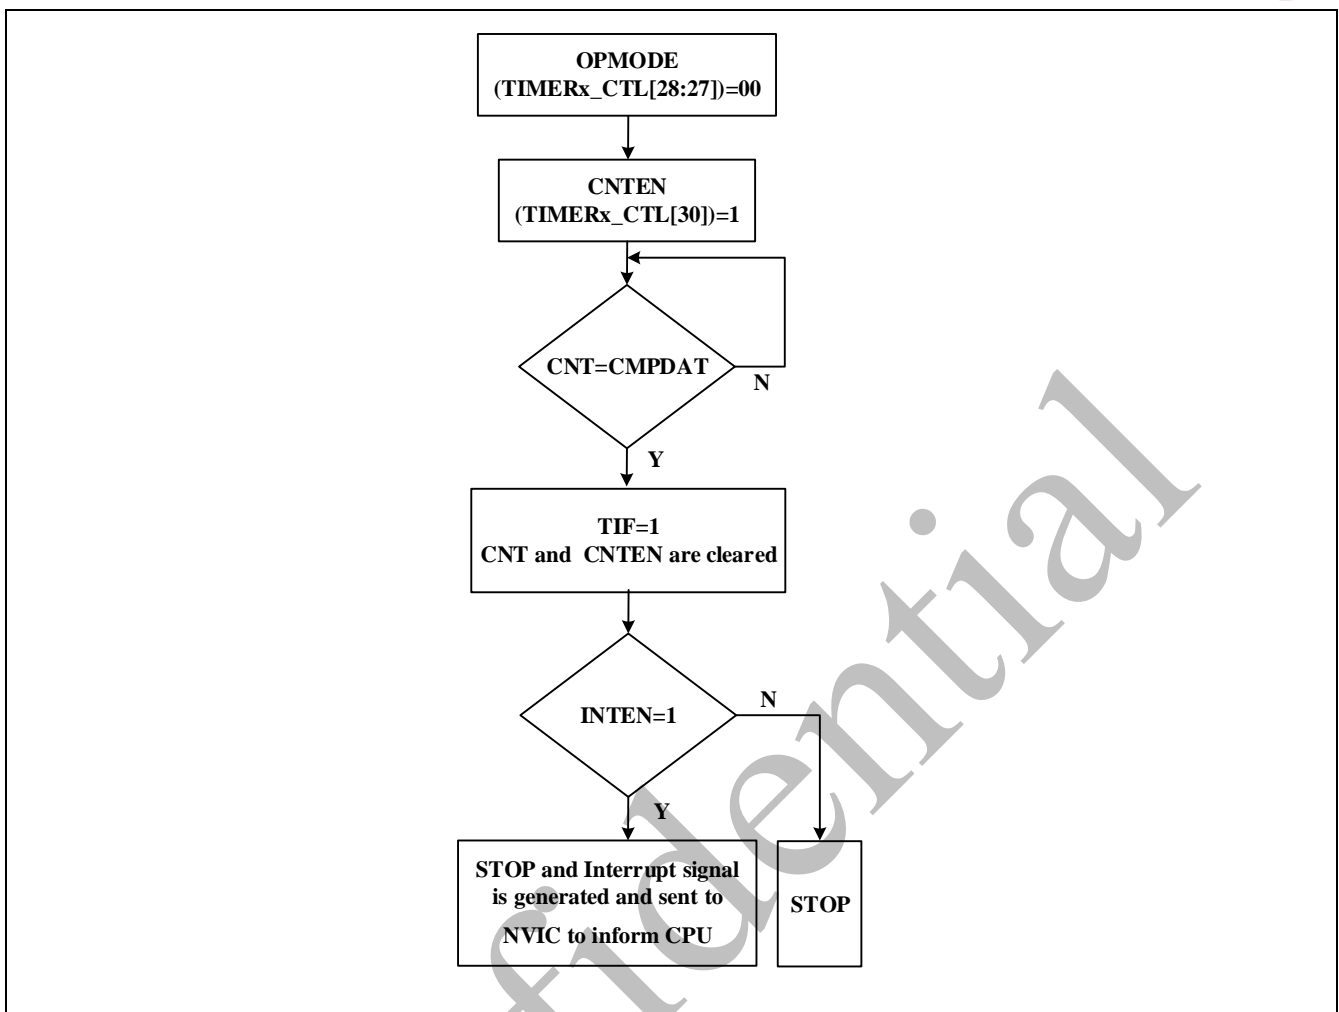 OPMODE
(TIMERx_CTL[28:27])=00
CNTEN
(TIMERx_CTL[30])=1
CNT=CMPDAT
N
Y
TIF=1
CNT and CNTEN are cleared
INTEN=1
N
Y
STOP and Interrupt signal
is generated and sent to
NVIC to inform CPU
STOP
fidential